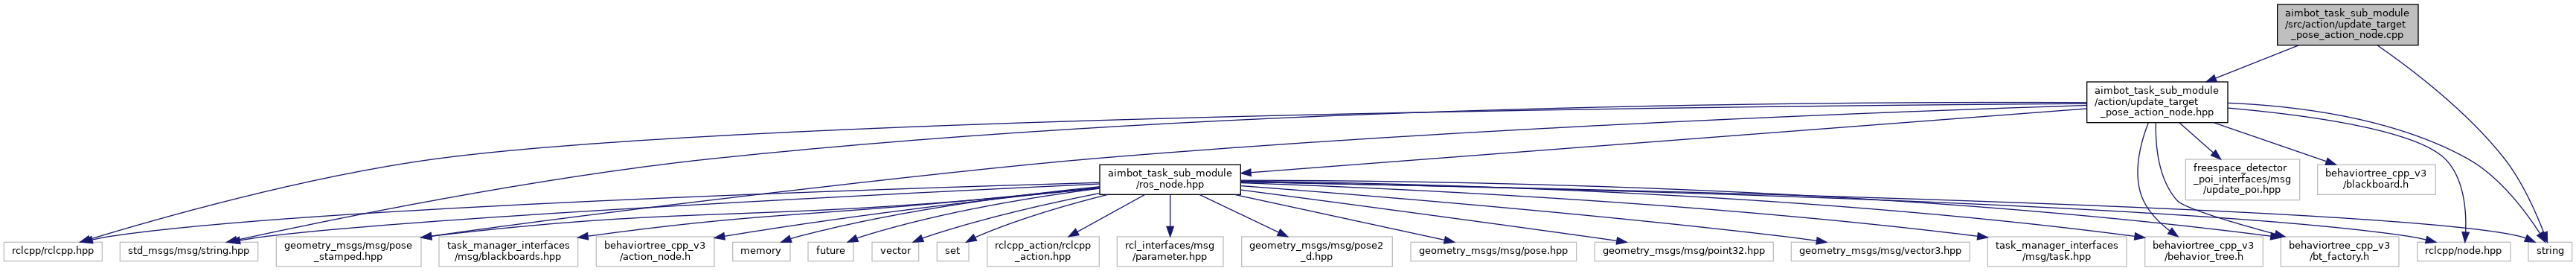 aimbot_task_sub_module
/src/action/update_target
_pose_action_node.cpp
aimbot_task_sub_module
/action/update_target
_pose_action_node.hpp
aimbot_task_sub_module
/ros_node.hpp
freespace_detector
_poi_interfaces/msg
/update_poi.hpp
behaviortree_cpp_v3
/blackboard.h
rclcpp/rclcpp.hpp
std_msgs/msg/string.hpp
geometry_msgs/msg/pose
_stamped.hpp
task_manager_interfaces
/msg/blackboards.hpp
behaviortree_cpp_v3
/action_node.h
memory
future
vector
set
rclcpp_action/rclcpp
_action.hpp
rcl_interfaces/msg
/parameter.hpp
geometry_msgs/msg/pose2
_d.hpp
geometry_msgs/msg/pose.hpp
geometry_msgs/msg/point32.hpp
geometry_msgs/msg/vector3.hpp
task_manager_interfaces
/msg/task.hpp
behaviortree_cpp_v3
/behavior_tree.h
behaviortree_cpp_v3
/bt_factory.h
rclcpp/node.hpp
string